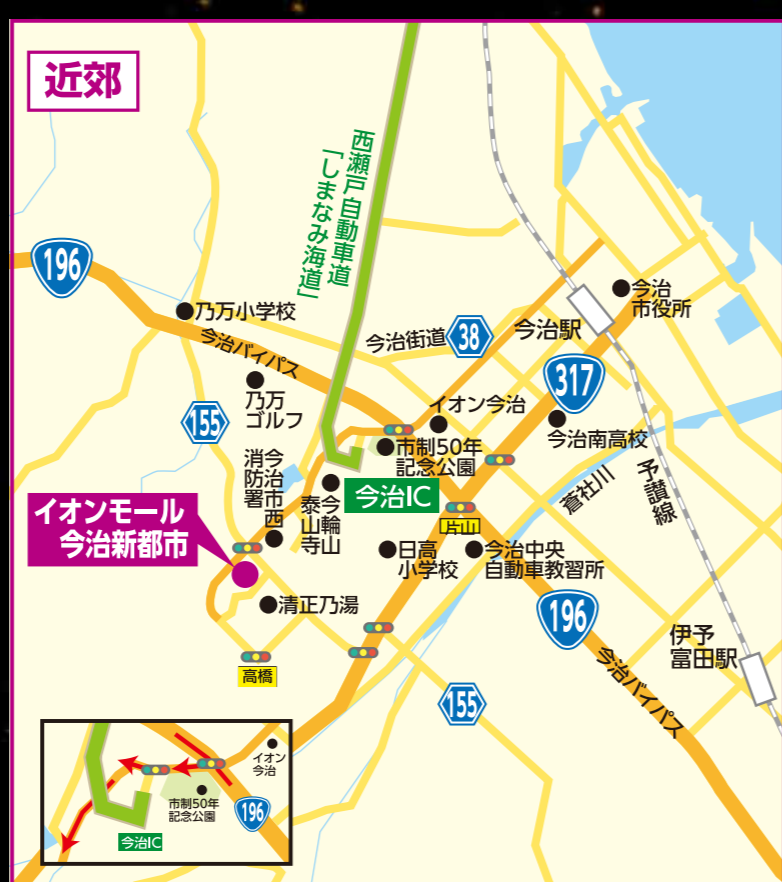 近郊
西瀬戸自動車道
「しまなみ海道」
196
乃万小学校
今治バイパス
今治街道
38
今治駅
今治
市役所
317
乃万
ゴルフ
155
イオン今治
今治南高校
市制50年
記念公園
今治市西
消防署
今輪山
泰山寺
今治IC
蒼社川
予讃線
イオンモール
今治新都市
片山
日高
小学校
今治中央
自動車教習所
清正乃湯
196
伊予
富田駅
高橋
今治バイパス
155
イオン
今治
市制50年
記念公園
196
今治IC